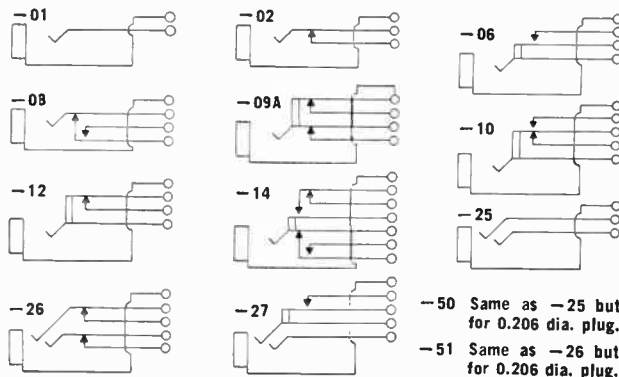 —01
—02
—06
—08
—09A
—10
—12
—14
—25
—26
—27
—50 Same as —25 but
for 0.206 dia. plug.
—51 Same as —26 but
for 0.206 dia. plug.